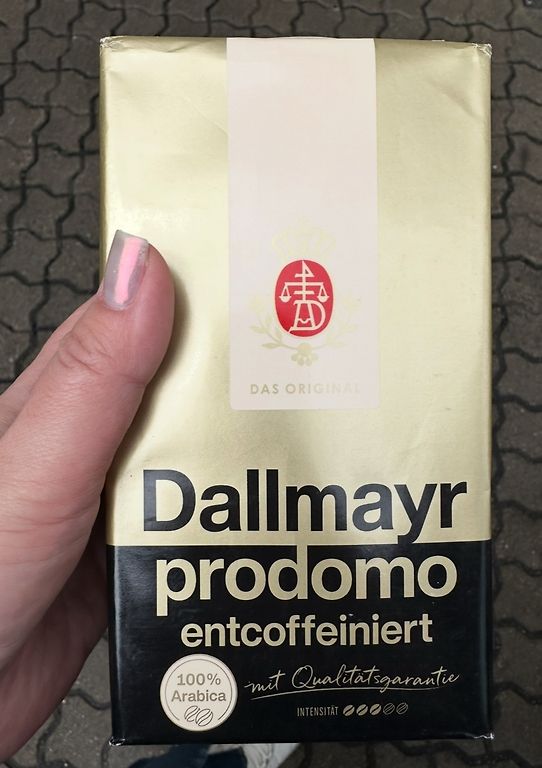 DAS ORIGINAL
Dallmayr
prodomo
entcoffeiniert
100%
Arabica
mit Qualitätsgarantie
INTENSITÄT